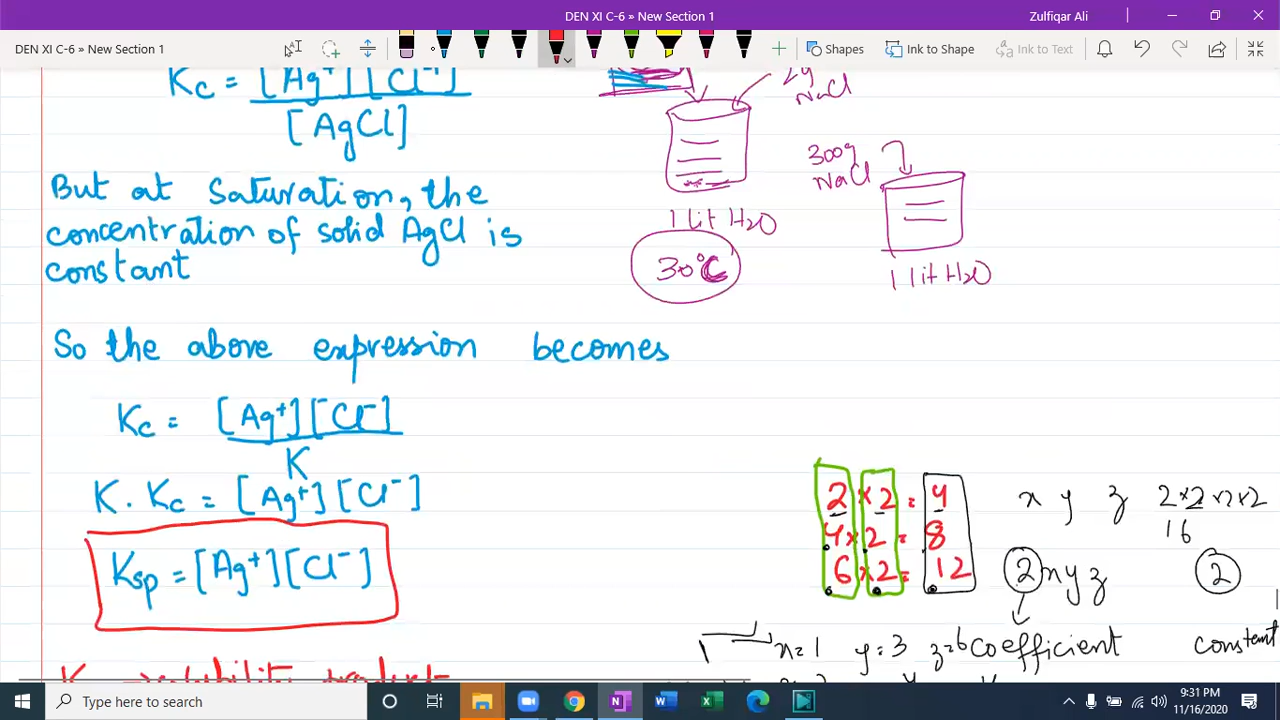 DEN XI C-6 » New Section 1
Zulfiqar Ali
DEN XI C-6 » New Section 1
Shapes
Ink to Shape
Ink to Text
Kc = [Ag+][Cl-]
[AgCl]
But at saturation, the
concentration of solid AgCl is
constant
So the above expression becomes
Kc = [Ag+][Cl-]
K
K . Kc = [Ag+][Cl-]
Ksp = [Ag+][Cl-]
solubility product
NaCl
1 lit H2O
30°C
300g
NaCl
1 lit H2O
2 × 2 = 4
4 × 2 = 8
6 × 2 = 12
x y z
2×2×2×2
16
2xyz
2
x=1 y=3 z=6
Coefficient
constant
Type here to search
9:31 PM
11/16/2020